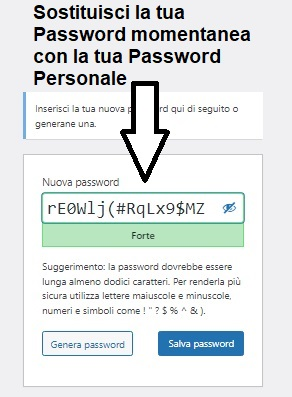 Sostituisci la tua
Password momentanea
con la tua Password
Personale
Inserisci la tua nuova qui di seguito o
generane una.
Nuova password
rE0Wlj(#RqLx9$MZ
Forte
Suggerimento: la password dovrebbe essere
lunga almeno dodici caratteri. Per renderla più
sicura utilizza lettere maiuscole e minuscole,
numeri e simboli come ! " ? $ % ^ & ).
Genera password
Salva password